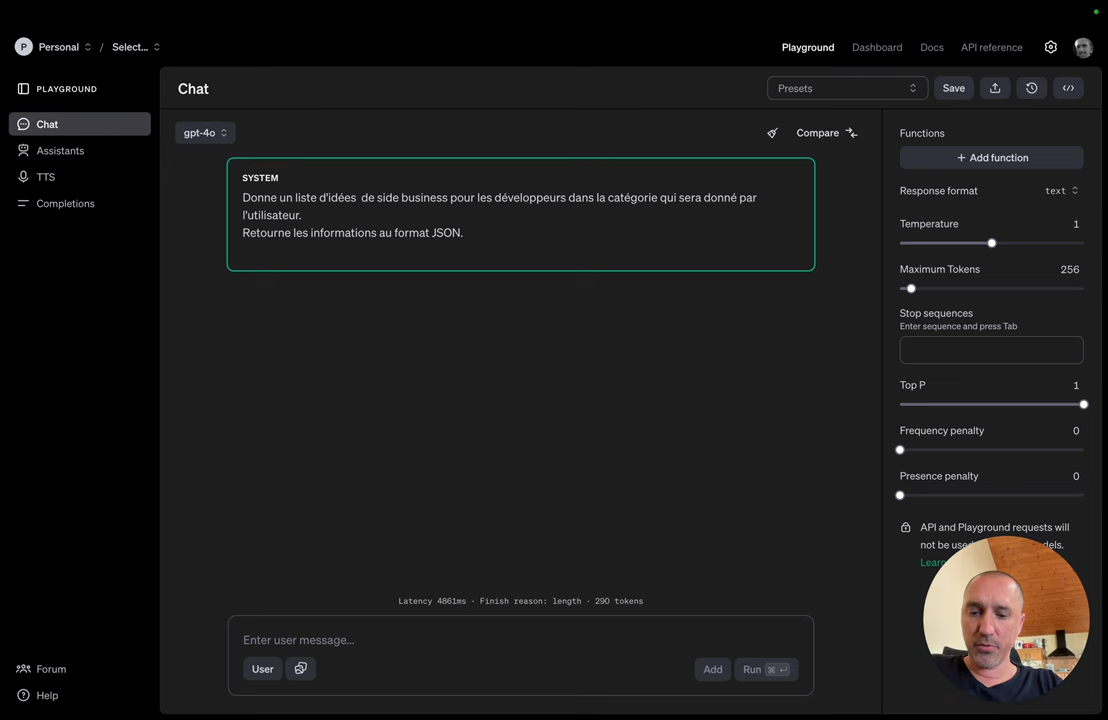 P Personal / Select...
Playground Dashboard Docs API reference
PLAYGROUND
Chat
Assistants
TTS
Completions
Forum
Help
Chat
Presets
Save
gpt-4o
Compare
SYSTEM
Donne un liste d'idées  de side business pour les développeurs dans la catégorie qui sera donné par
l'utilisateur.
Retourne les informations au format JSON.
Latency 4861ms · Finish reason: length · 290 tokens
Enter user message...
User
Add
Run ⌘ ↵
Functions
+ Add function
Response format text
Temperature 1
Maximum Tokens 256
Stop sequences
Enter sequence and press Tab
Top P 1
Frequency penalty 0
Presence penalty 0
API and Playground requests will
not be